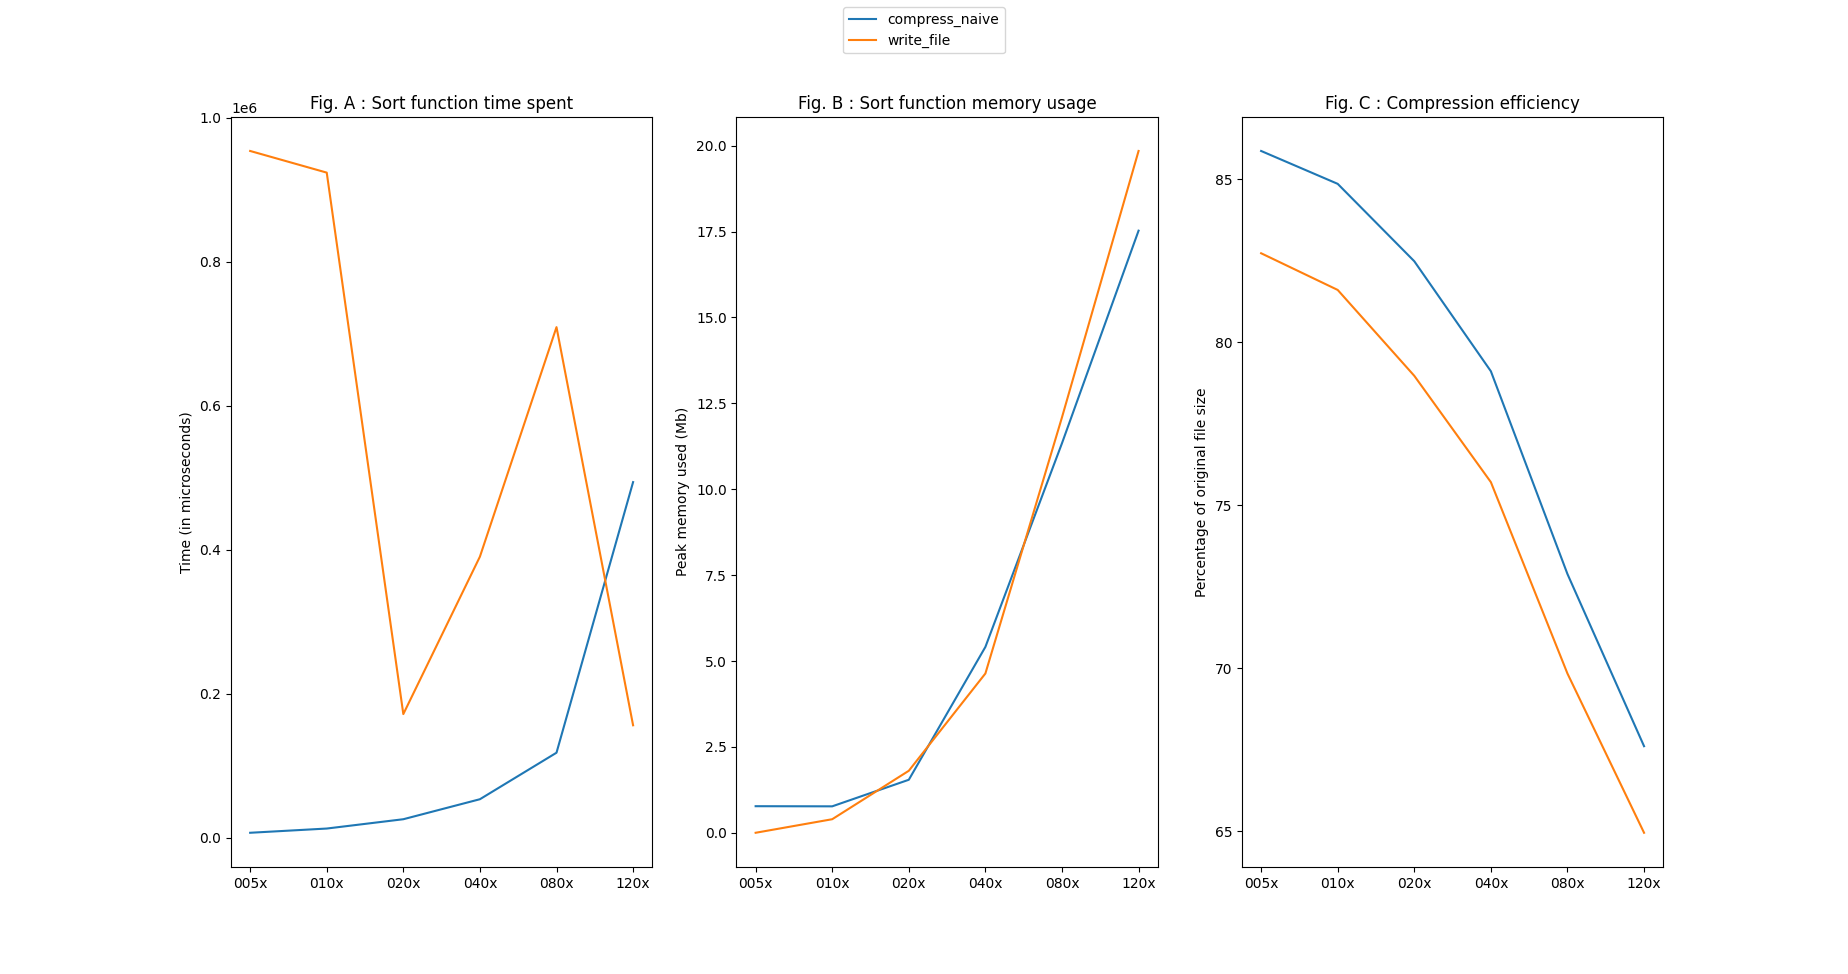 compress_naive
write_file
Fig. A : Sort function time spent
1e6
1.0
0.8
0.6
0.4
0.2
0.0
Time (in microseconds)
005x 010x 020x 040x 080x 120x
Fig. B : Sort function memory usage
20.0
17.5
15.0
12.5
10.0
7.5
5.0
2.5
0.0
Peak memory used (Mb)
005x 010x 020x 040x 080x 120x
Fig. C : Compression efficiency
85
80
75
70
65
Percentage of original file size
005x 010x 020x 040x 080x 120x